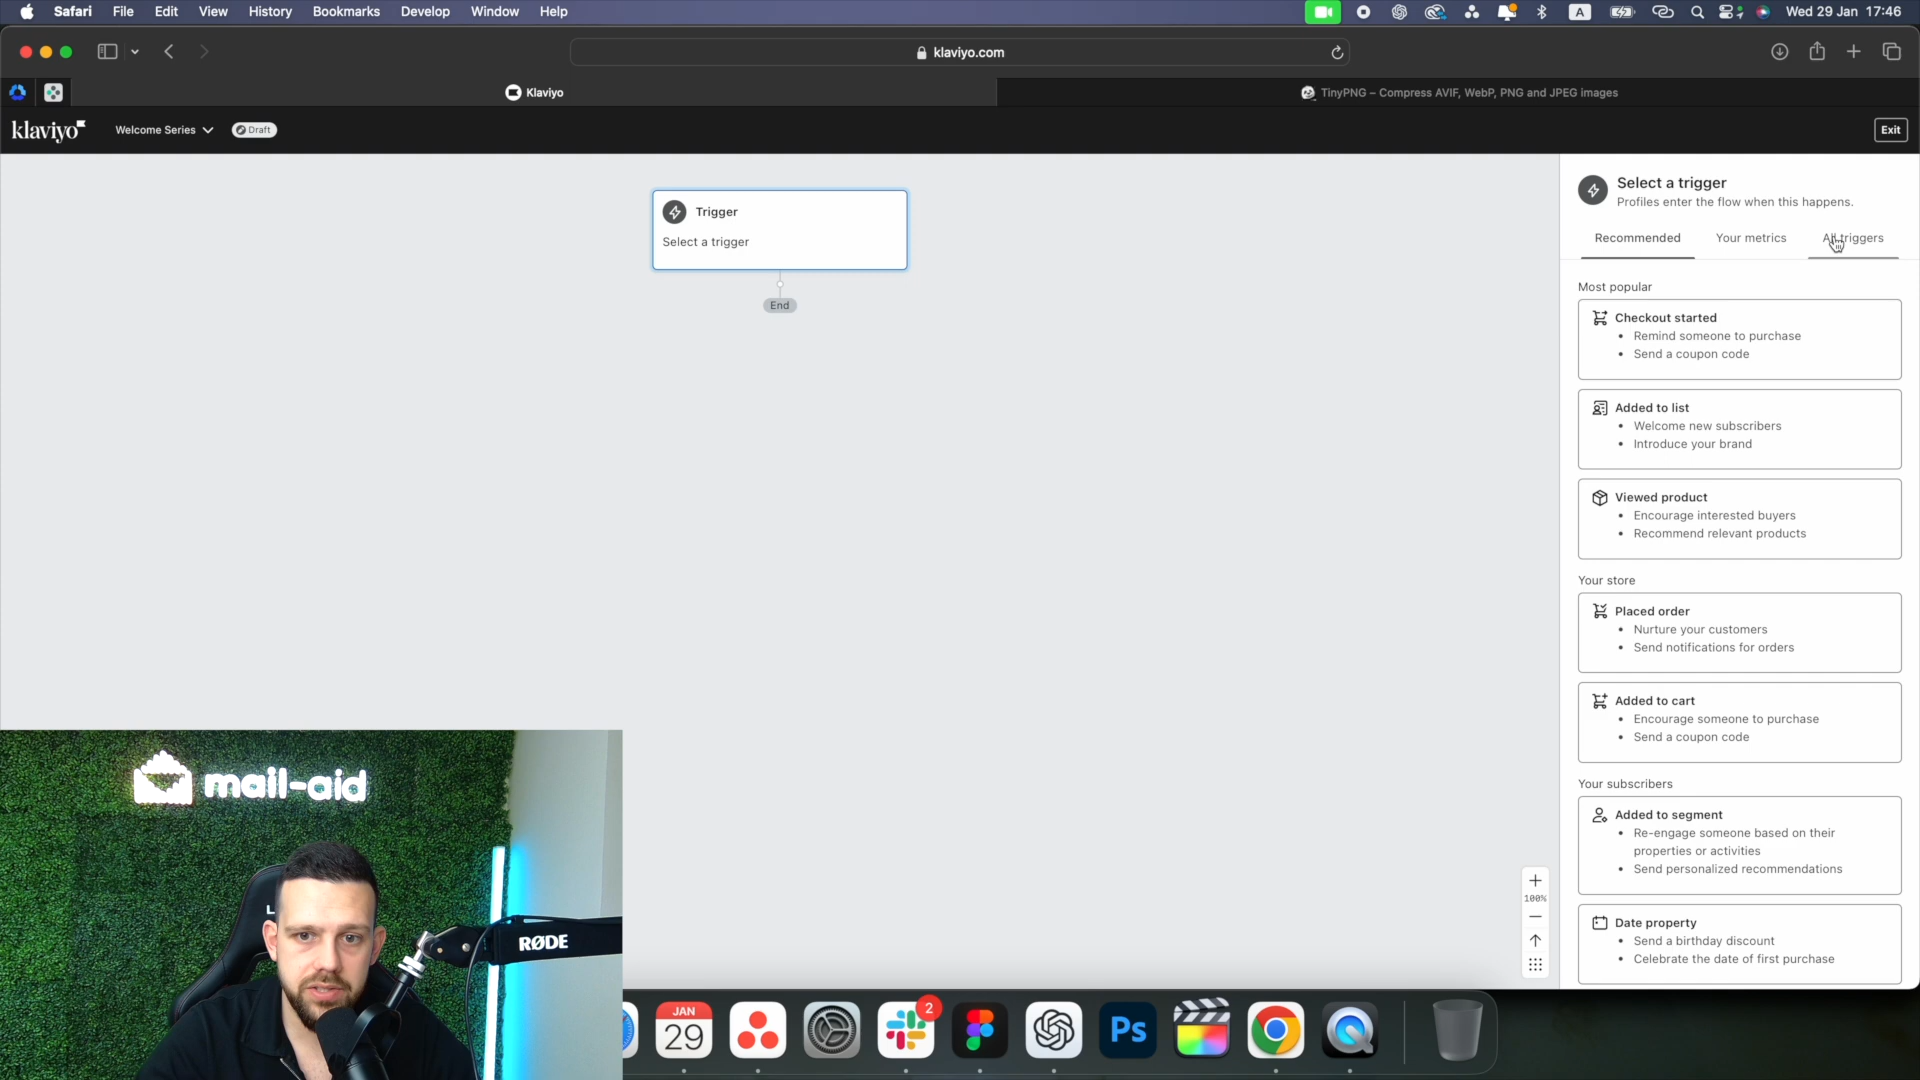 Safari File Edit View History Bookmarks Develop Window Help
A
Wed 29 Jan 17:46
klaviyo.com
Klaviyo
TinyPNG – Compress AVIF, WebP, PNG and JPEG images
klaviyo
Welcome Series
Draft
Exit
Trigger
Select a trigger
End
Select a trigger
Profiles enter the flow when this happens.
Recommended
Your metrics
All triggers
Most popular
Checkout started
• Remind someone to purchase
• Send a coupon code
Added to list
• Welcome new subscribers
• Introduce your brand
Viewed product
• Encourage interested buyers
• Recommend relevant products
Your store
Placed order
• Nurture your customers
• Send notifications for orders
Added to cart
• Encourage someone to purchase
• Send a coupon code
Your subscribers
Added to segment
• Re-engage someone based on their
properties or activities
• Send personalized recommendations
Date property
• Send a birthday discount
• Celebrate the date of first purchase
100%
mail-aid
RØDE
JAN
29
2
Ps